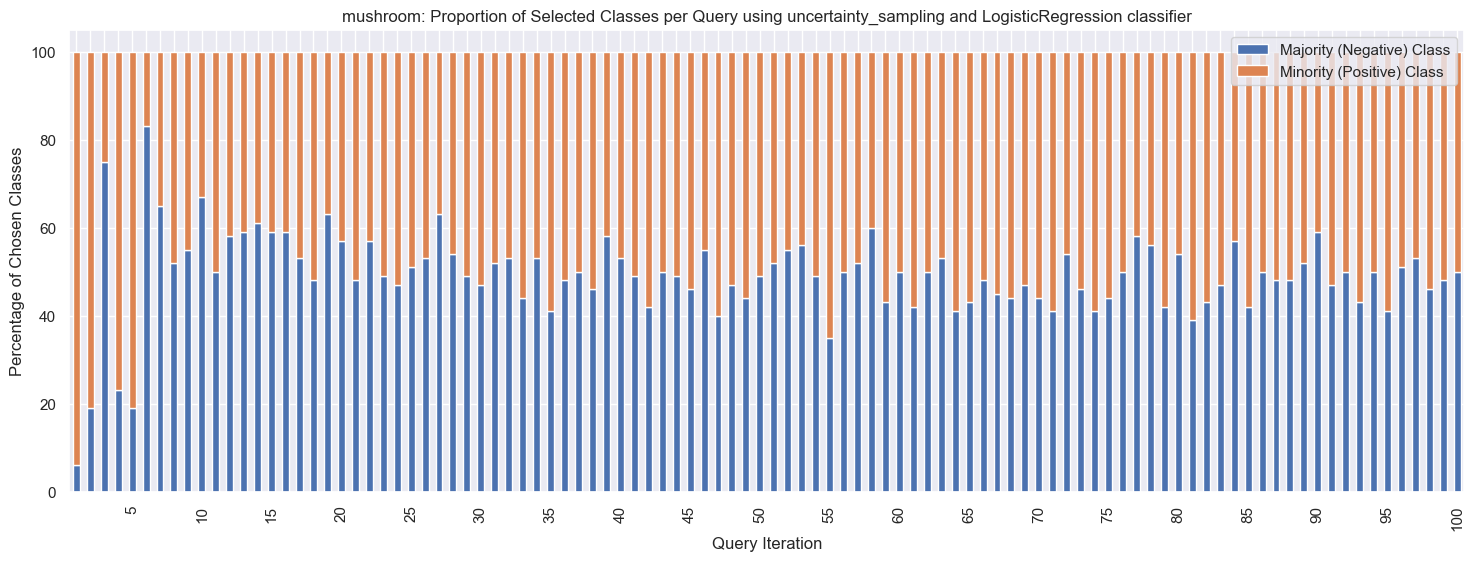 mushroom: Proportion of Selected Classes per Query using uncertainty_sampling and LogisticRegression classifier
Majority (Negative) Class
Minority (Positive) Class
Percentage of Chosen Classes
100
80
60
40
20
0
5 10 15 20 25 30 35 40 45 50 55 60 65 70 75 80 85 90 95 100
Query Iteration